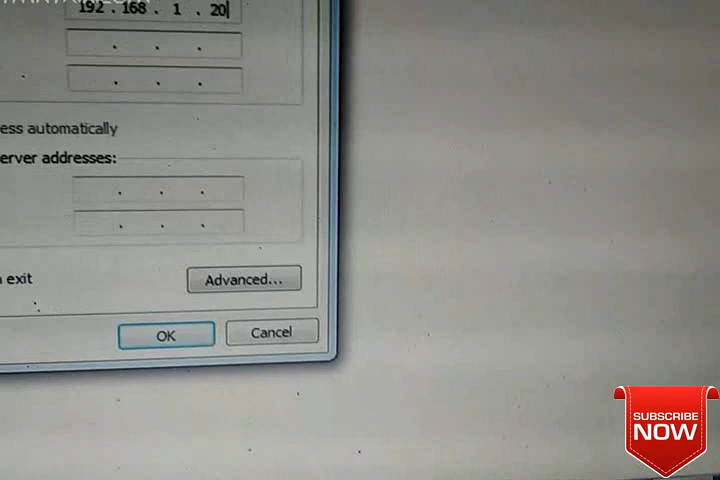 192 . 168 . 1 . 20
. . .
. . .
ess automatically
erver addresses:
. . .
. . .
exit
Advanced...
OK
Cancel
SUBSCRIBE
NOW